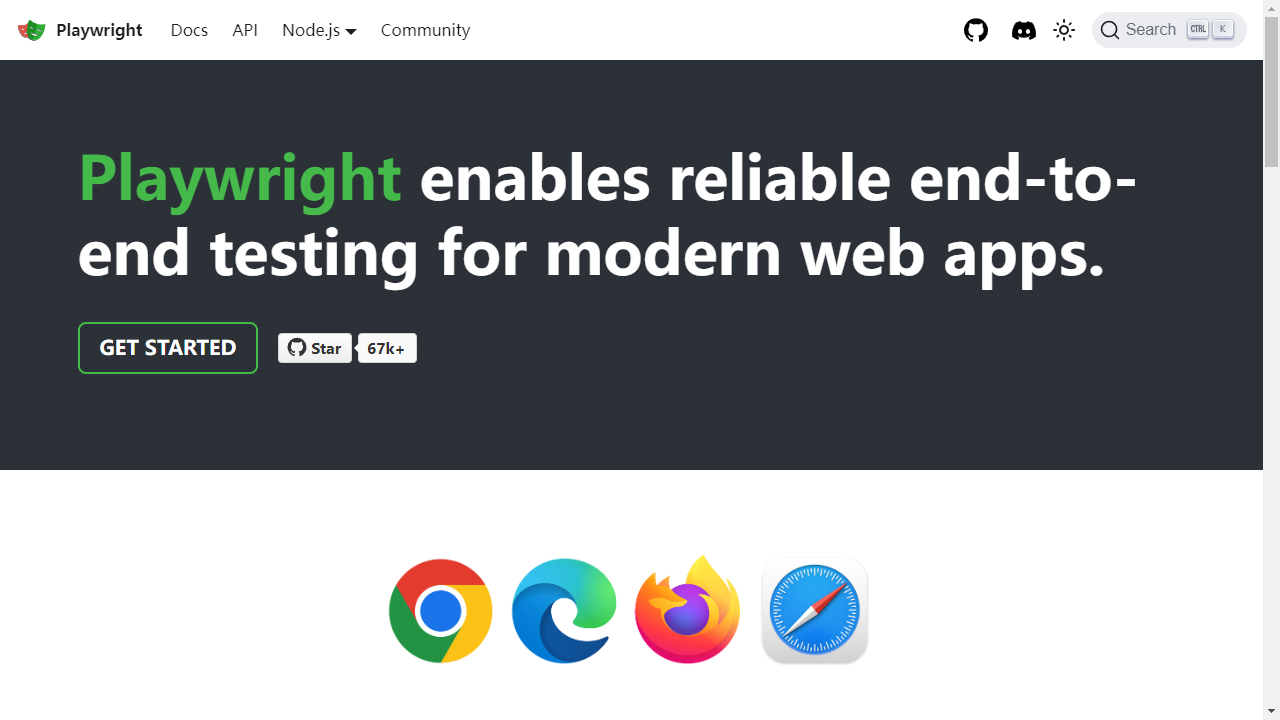 Playwright Docs API Node.js Community Search CTRL K
Playwright enables reliable end-to-
end testing for modern web apps.
GET STARTED Star 67k+